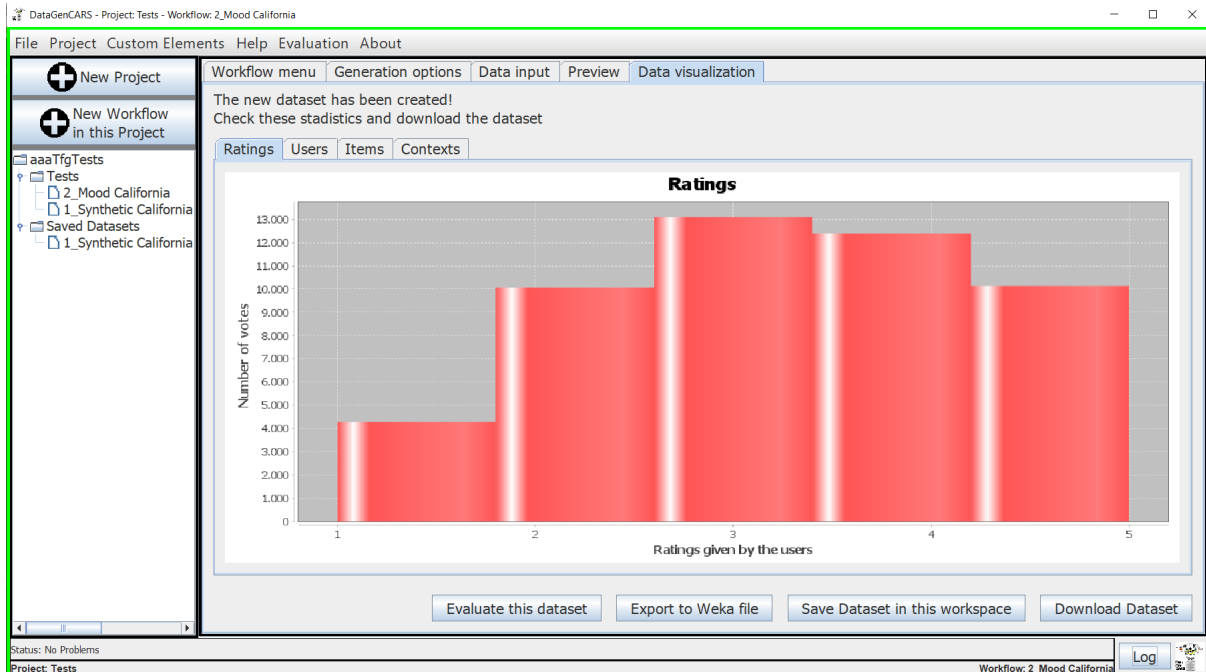 DataGenCARS - Project: Tests - Workflow: 2_Mood California
File Project Custom Elements Help Evaluation About
New Project
New Workflow
in this Project
aaaTfgTests
Tests
2_Mood California
1_Synthetic California
Saved Datasets
1_Synthetic California
Workflow menu Generation options Data input Preview Data visualization
The new dataset has been created!
Check these stadistics and download the dataset
Ratings Users Items Contexts
Ratings
Number of votes
13.000
12.000
11.000
10.000
9.000
8.000
7.000
6.000
5.000
4.000
3.000
2.000
1.000
0
1 2 3 4 5
Ratings given by the users
Evaluate this dataset Export to Weka file Save Dataset in this workspace Download Dataset
Status: No Problems
Log
Project: Tests Workflow: 2_Mood California